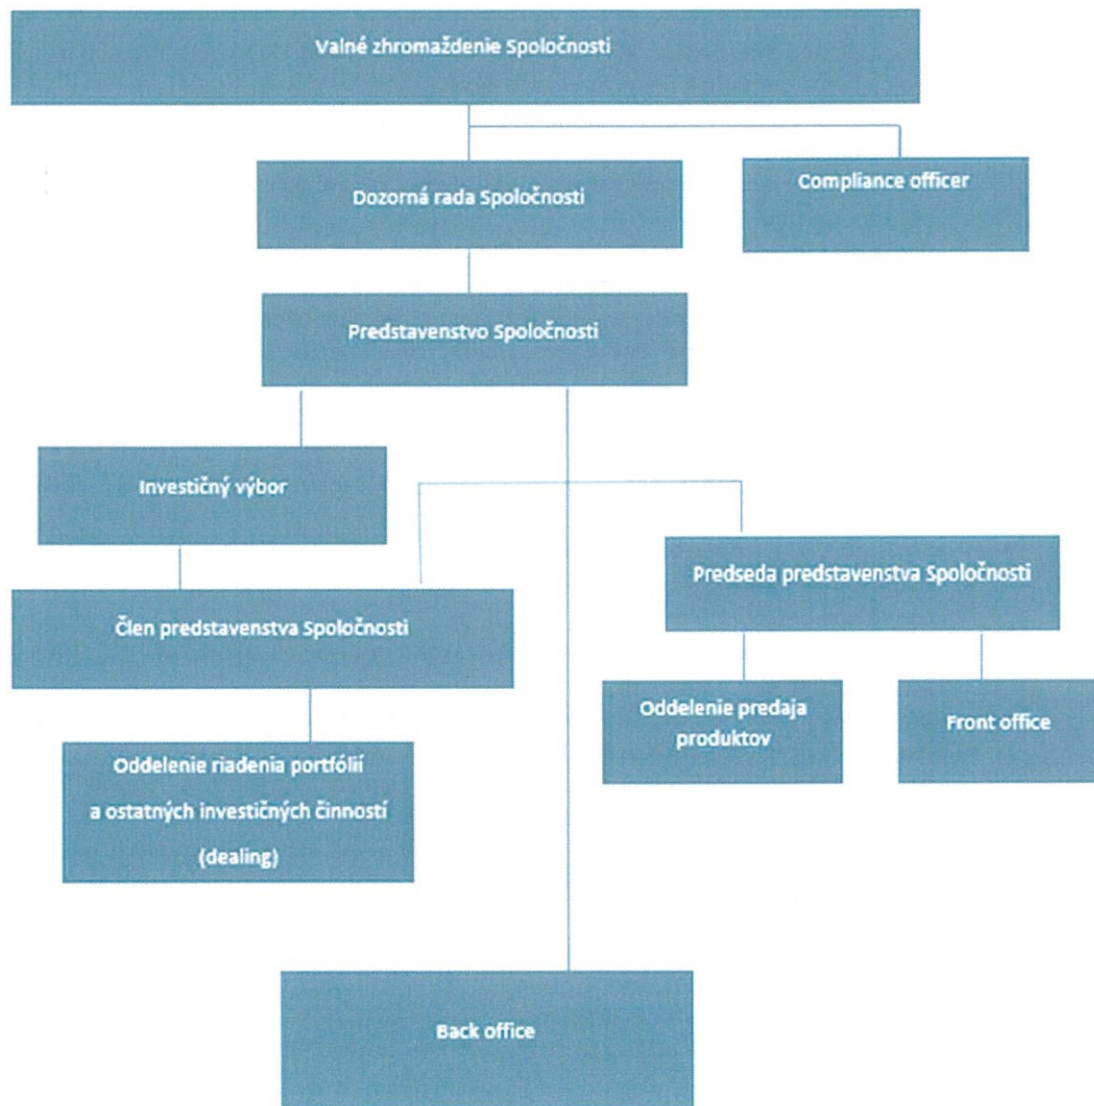 Valné zhromaždenie Spoločnosti
Dozorná rada Spoločnosti
Compliance officer
Predstavenstvo Spoločnosti
Investičný výbor
Predseda predstavenstva Spoločnosti
Člen predstavenstva Spoločnosti
Oddelenie predaja
produktov
Front office
Oddelenie riadenia portfólií
a ostatných investičných činností
(dealing)
Back office